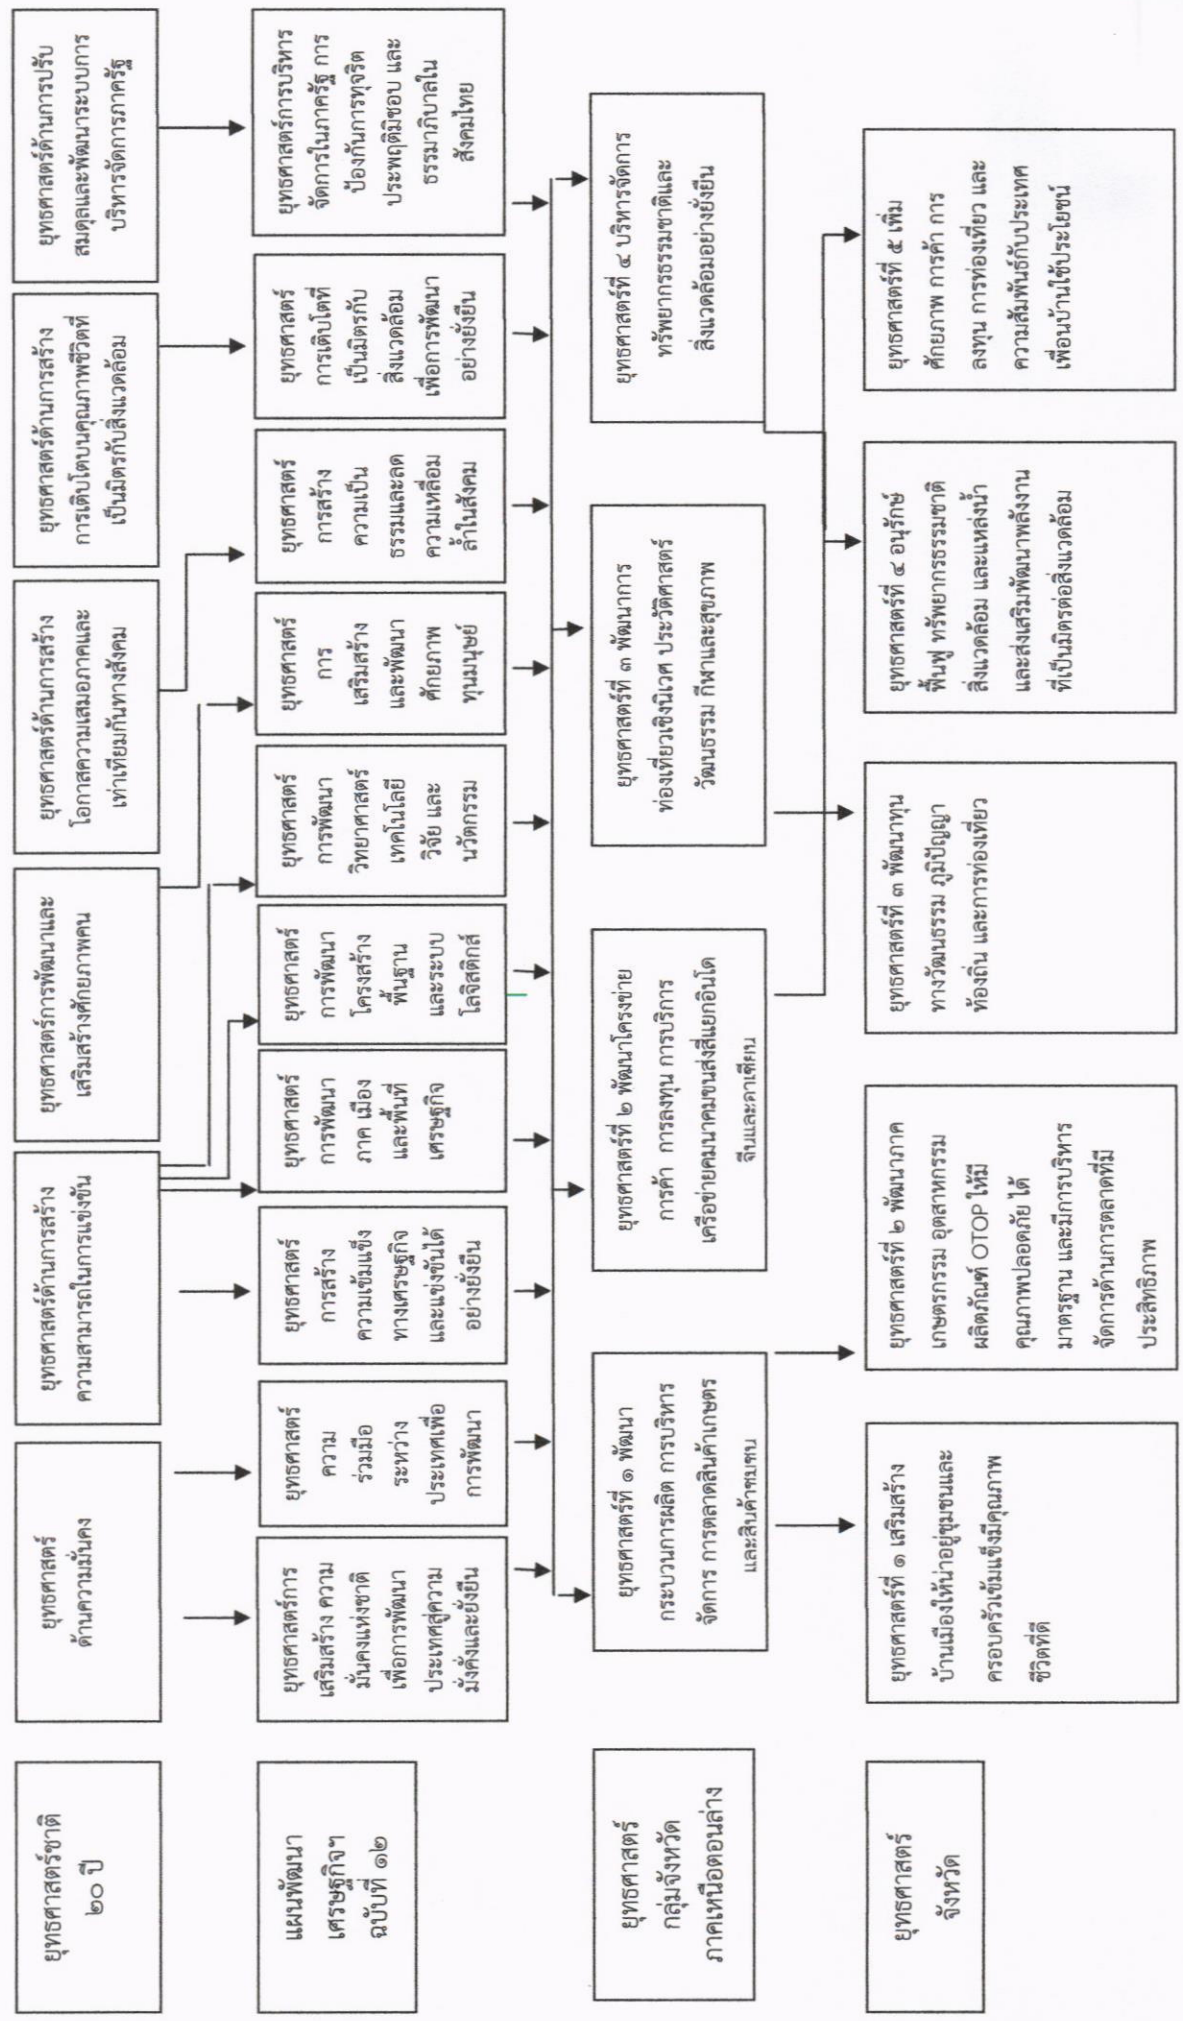 ยุทธศาสตร์ชาติ
๒๐ ปี
ยุทธศาสตร์
ด้านความมั่นคง
ยุทธศาสตร์ด้านการสร้าง
ความสามารถในการแข่งขัน
ยุทธศาสตร์การพัฒนาและ
เสริมสร้างศักยภาพคน
ยุทธศาสตร์ด้านการสร้าง
โอกาสความเสมอภาคและ
เท่าเทียมกันทางสังคม
ยุทธศาสตร์ด้านการสร้าง
การเติบโตบนคุณภาพชีวิตที่
เป็นมิตรกับสิ่งแวดล้อม
ยุทธศาสตร์ด้านการปรับ
สมดุลและพัฒนาระบบการ
บริหารจัดการภาครัฐ
แผนพัฒนา
เศรษฐกิจฯ
ฉบับที่ ๑๒
ยุทธศาสตร์การ
เสริมสร้าง ความ
มั่นคงแห่งชาติ
เพื่อการพัฒนา
ประเทศสู่ความ
มั่งคั่งและยั่งยืน
ยุทธศาสตร์
ความ
ร่วมมือ
ระหว่าง
ประเทศเพื่อ
การพัฒนา
ยุทธศาสตร์
การสร้าง
ความเข้มแข็ง
ทางเศรษฐกิจ
และแข่งขันได้
อย่างยั่งยืน
ยุทธศาสตร์
การพัฒนา
ภาค เมือง
และพื้นที่
เศรษฐกิจ
ยุทธศาสตร์
การพัฒนา
โครงสร้าง
พื้นฐาน
และระบบ
โลจิสติกส์
ยุทธศาสตร์
การพัฒนา
วิทยาศาสตร์
เทคโนโลยี
วิจัย และ
นวัตกรรม
ยุทธศาสตร์
การ
เสริมสร้าง
และพัฒนา
ศักยภาพ
ทุนมนุษย์
ยุทธศาสตร์
การสร้าง
ความเป็น
ธรรมและลด
ความเหลื่อม
ล้ำในสังคม
ยุทธศาสตร์
การเติบโตที่
เป็นมิตรกับ
สิ่งแวดล้อม
เพื่อการพัฒนา
อย่างยั่งยืน
ยุทธศาสตร์การบริหาร
จัดการในภาครัฐ การ
ป้องกันการทุจริต
ประพฤติมิชอบ และ
ธรรมาภิบาลใน
สังคมไทย
ยุทธศาสตร์
กลุ่มจังหวัด
ภาคเหนือตอนล่าง
ยุทธศาสตร์ที่ ๑ พัฒนา
กระบวนการผลิต การบริหาร
จัดการ การตลาดสินค้าเกษตร
และสินค้าชุมชน
ยุทธศาสตร์ที่ ๒ พัฒนาโครงข่าย
การค้า การลงทุน การบริการ
เครือข่ายคมนาคมขนส่งสี่แยกอินโด
จีนและอาเซียน
ยุทธศาสตร์ที่ ๓ พัฒนาการ
ท่องเที่ยวเชิงนิเวศ ประวัติศาสตร์
วัฒนธรรม กีฬาและสุขภาพ
ยุทธศาสตร์ที่ ๔ บริหารจัดการ
ทรัพยากรธรรมชาติและ
สิ่งแวดล้อมอย่างยั่งยืน
ยุทธศาสตร์
จังหวัด
ยุทธศาสตร์ที่ ๑ เสริมสร้าง
บ้านเมืองให้น่าอยู่ชุมชนและ
ครอบครัวเข้มแข็งมีคุณภาพ
ชีวิตที่ดี
ยุทธศาสตร์ที่ ๒ พัฒนาภาค
เกษตรกรรม อุตสาหกรรม
ผลิตภัณฑ์ OTOP ให้มี
คุณภาพปลอดภัย ได้
มาตรฐาน และมีการบริหาร
จัดการด้านการตลาดที่มี
ประสิทธิภาพ
ยุทธศาสตร์ที่ ๓ พัฒนาทุน
ทางวัฒนธรรม ภูมิปัญญา
ท้องถิ่น และการท่องเที่ยว
ยุทธศาสตร์ที่ ๔ อนุรักษ์
ฟื้นฟู ทรัพยากรธรรมชาติ
สิ่งแวดล้อม และแหล่งน้ำ
และส่งเสริมพัฒนาพลังงาน
ที่เป็นมิตรต่อสิ่งแวดล้อม
ยุทธศาสตร์ที่ ๕ เพิ่ม
ศักยภาพ การค้า การ
ลงทุน การท่องเที่ยว และ
ความสัมพันธ์กับประเทศ
เพื่อนบ้านใช้ประโยชน์